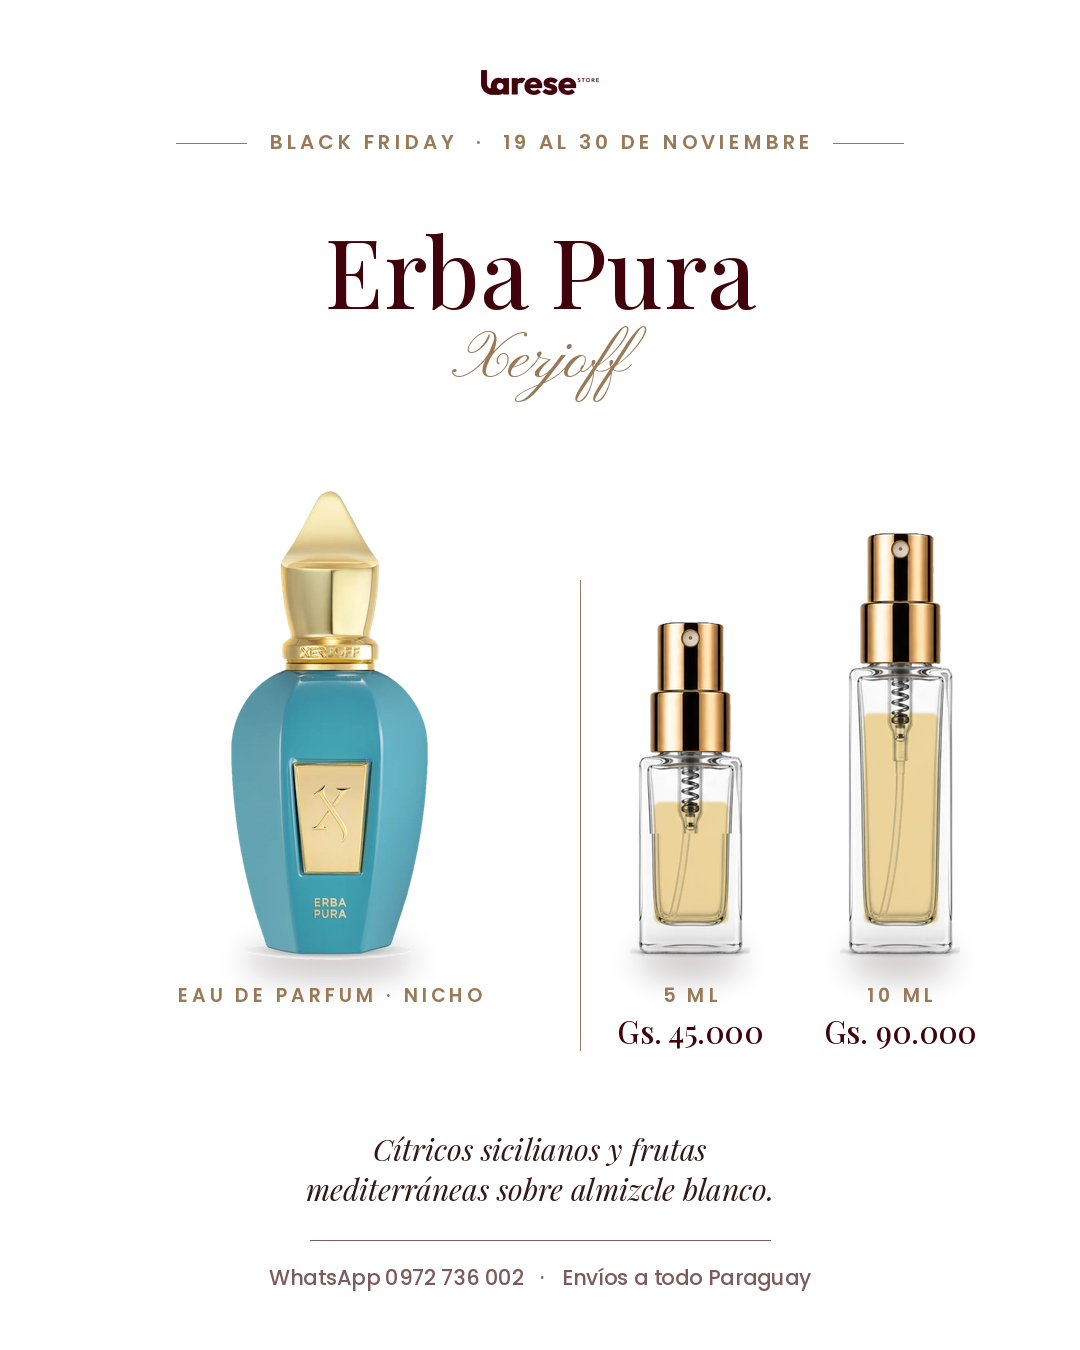 larese STORE
BLACK FRIDAY · 19 AL 30 DE NOVIEMBRE
Erba Pura
Xerjoff
XERJOFF
X
ERBA
PURA
EAU DE PARFUM · NICHO
5 ML
Gs. 45.000
10 ML
Gs. 90.000
Cítricos sicilianos y frutas
mediterráneas sobre almizcle blanco.
WhatsApp 0972 736 002 · Envíos a todo Paraguay